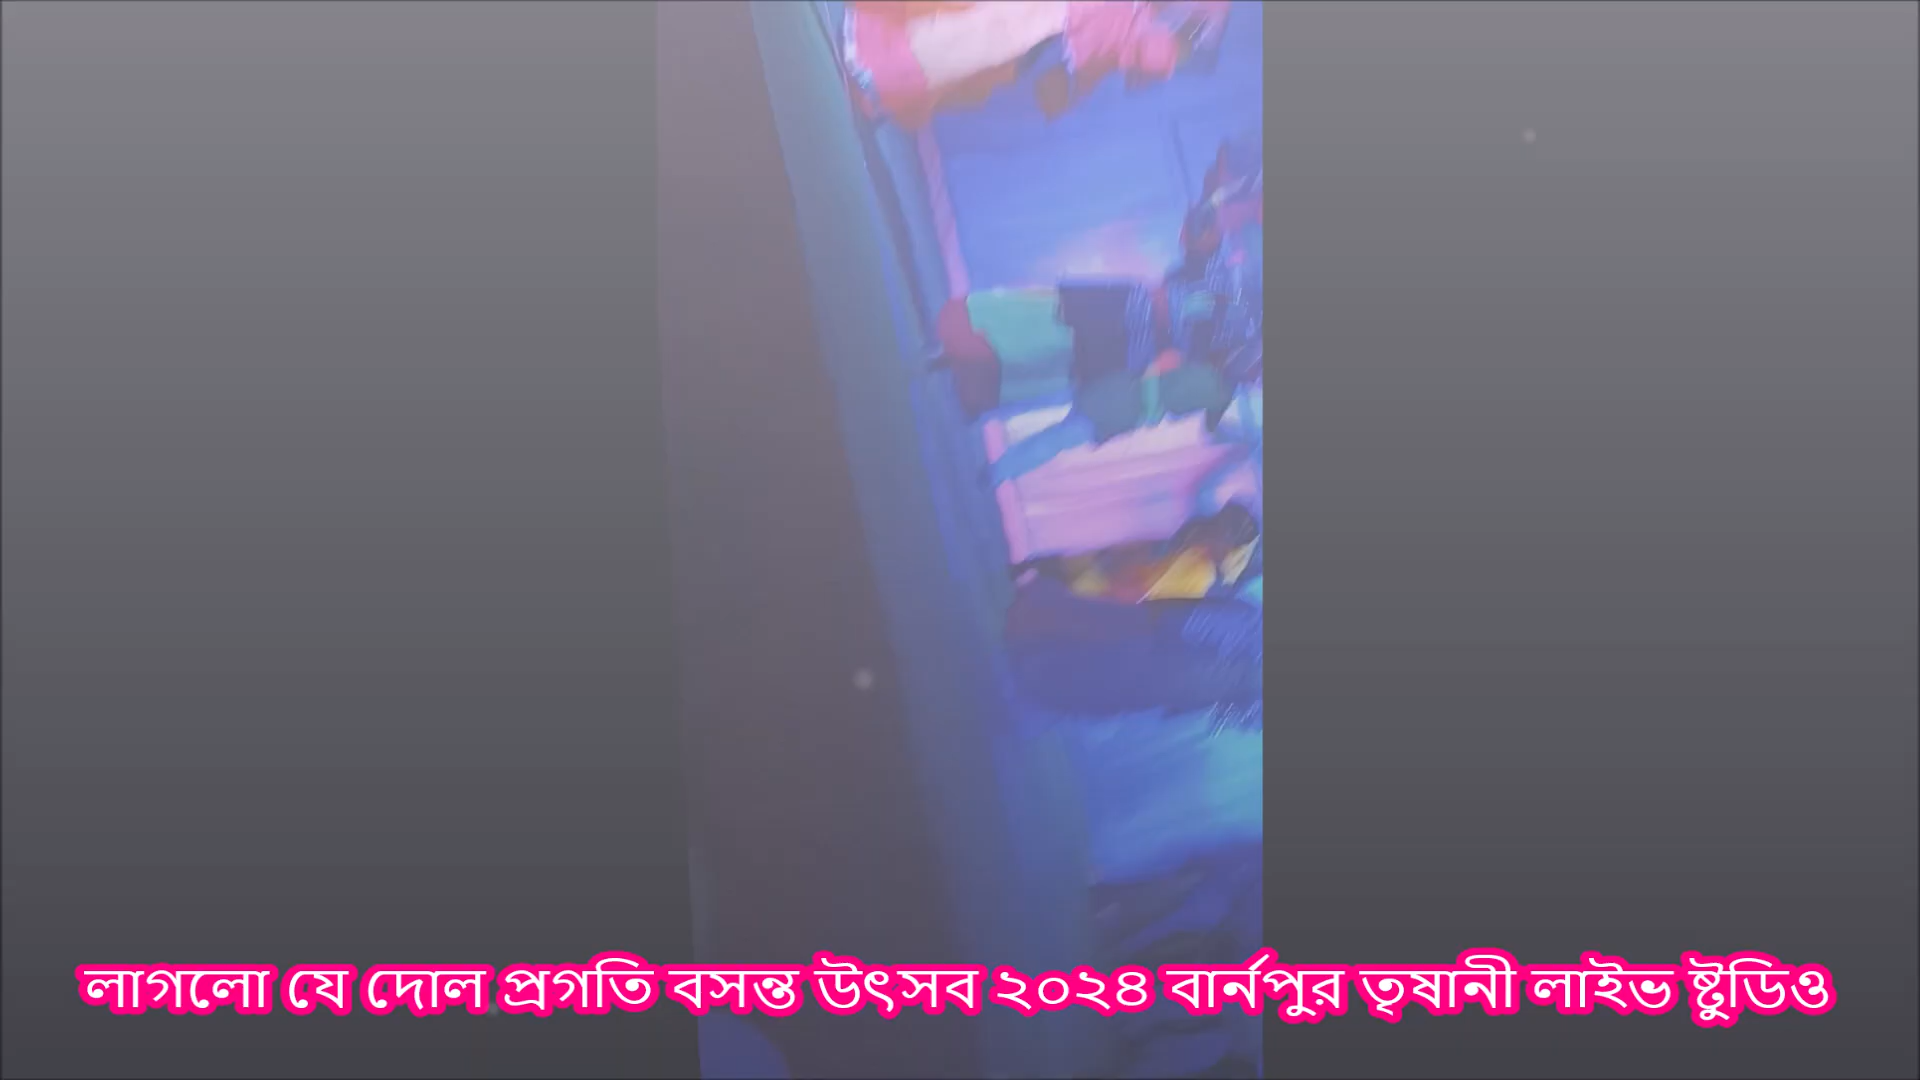 লাগলো যে দোল প্রগতি বসন্ত উৎসব ২০২৪ বার্নপুর তৃষানী লাইভ ষ্টুডিও